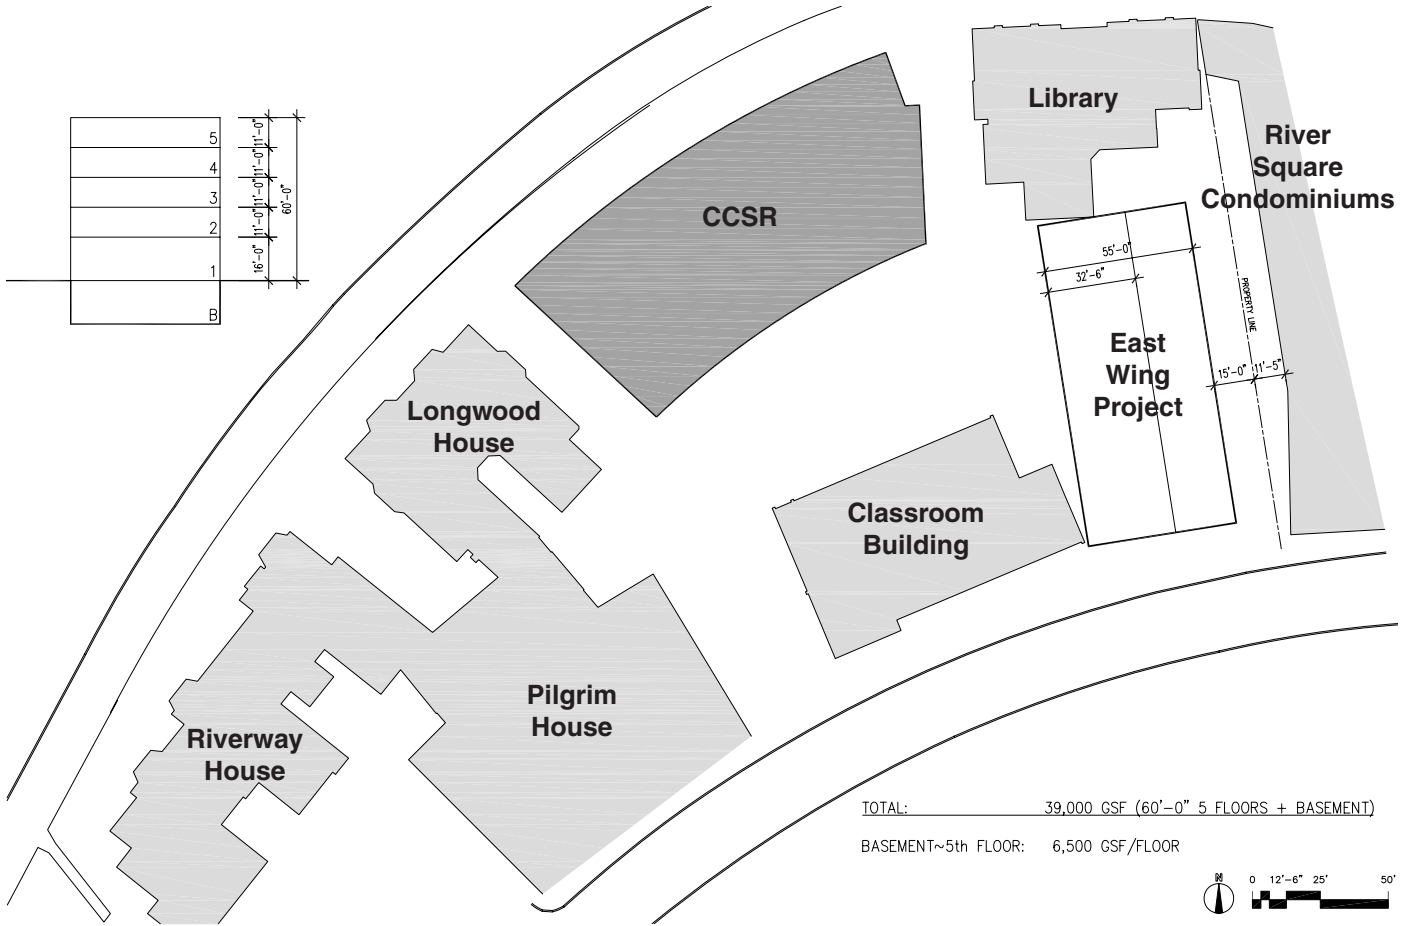 Library
River
Square
Condominiums
CCSR
5
4
3
2
1
B
11'-0"
11'-0"
11'-0"
11'-0"
16'-0"
60'-0"
55'-0"
32'-6"
PROPERTY LINE
East
Wing
Project
15'-0"
11'-5"
Longwood
House
Classroom
Building
Pilgrim
House
Riverway
House
TOTAL: 39,000 GSF (60'-0" 5 FLOORS + BASEMENT)
BASEMENT~5th FLOOR: 6,500 GSF/FLOOR
N
0 12'-6" 25' 50'